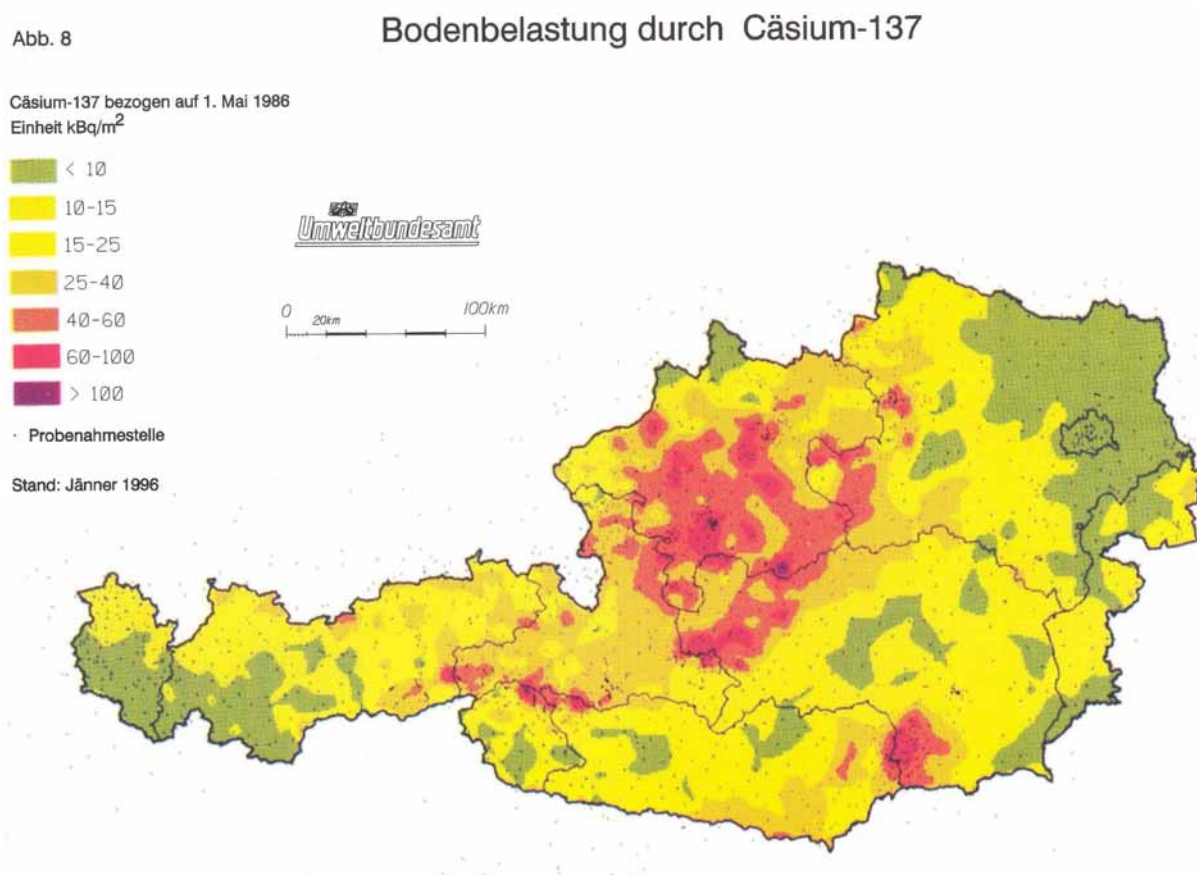 Abb. 8
Bodenbelastung durch Cäsium-137
Cäsium-137 bezogen auf 1. Mai 1986
Einheit kBq/m²
< 10
10-15
15-25
25-40
40-60
60-100
> 100
· Probenahmestelle
Stand: Jänner 1996
Umweltbundesamt
0 20km 100km